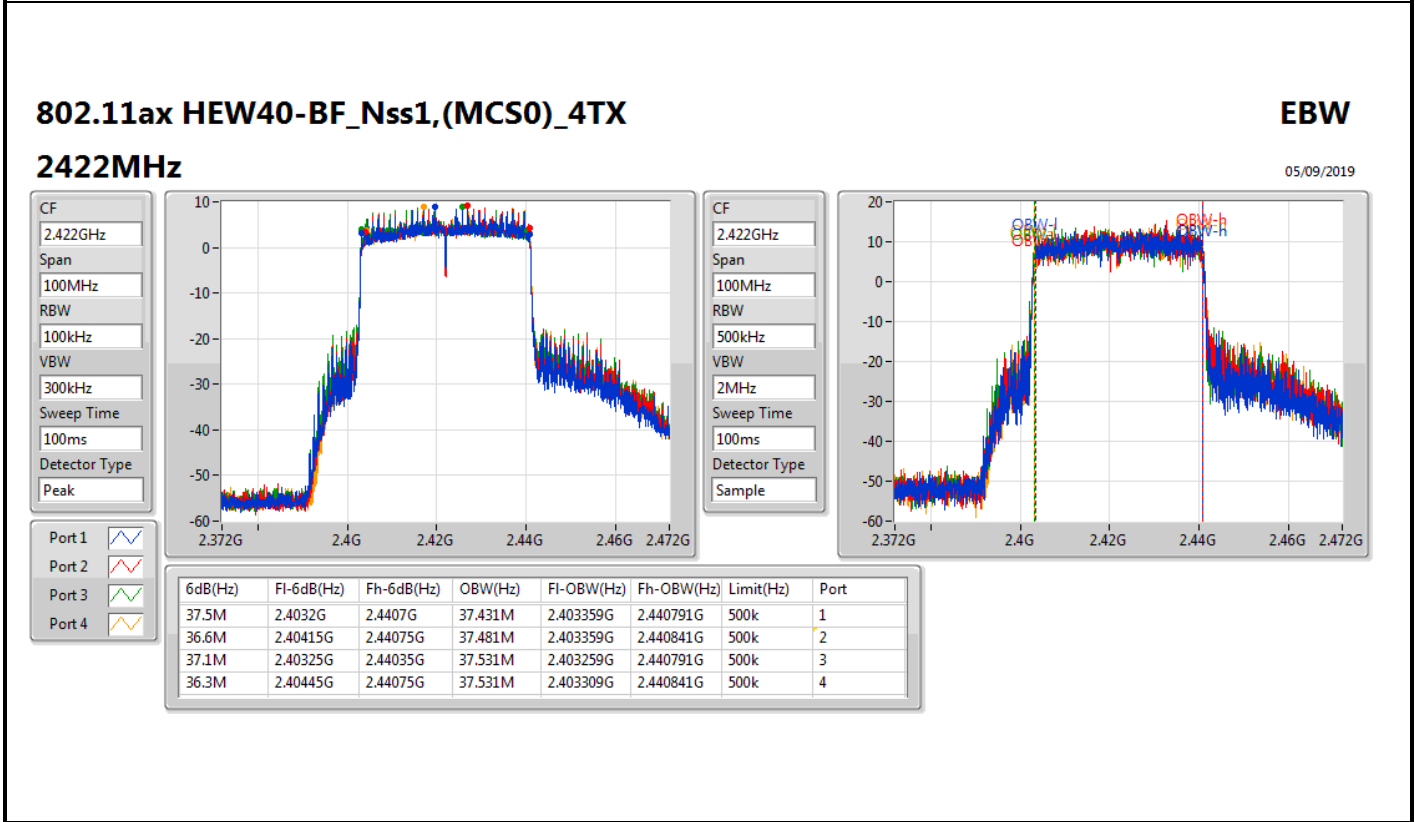 802.11ax HEW40-BF_Nss1,(MCS0)_4TX EBW
2422MHz 05/09/2019
CF
2.422GHz
Span
100MHz
RBW
100kHz
VBW
300kHz
Sweep Time
100ms
Detector Type
Peak
10
0
-10
-20
-30
-40
-50
-60
2.372G 2.4G 2.42G 2.44G 2.46G 2.472G
CF
2.422GHz
Span
100MHz
RBW
500kHz
VBW
2MHz
Sweep Time
100ms
Detector Type
Sample
20
10
0
-10
-20
-30
-40
-50
-60
OBW-l
OBW-h
OBW-h
2.372G 2.4G 2.42G 2.44G 2.46G 2.472G
Port 1
Port 2
Port 3
Port 4
6dB(Hz) Fl-6dB(Hz) Fh-6dB(Hz) OBW(Hz) Fl-OBW(Hz) Fh-OBW(Hz) Limit(Hz) Port
37.5M 2.4032G 2.4407G 37.431M 2.403359G 2.440791G 500k 1
36.6M 2.40415G 2.44075G 37.481M 2.403359G 2.440841G 500k 2
37.1M 2.40325G 2.44035G 37.531M 2.403259G 2.440791G 500k 3
36.3M 2.40445G 2.44075G 37.531M 2.403309G 2.440841G 500k 4